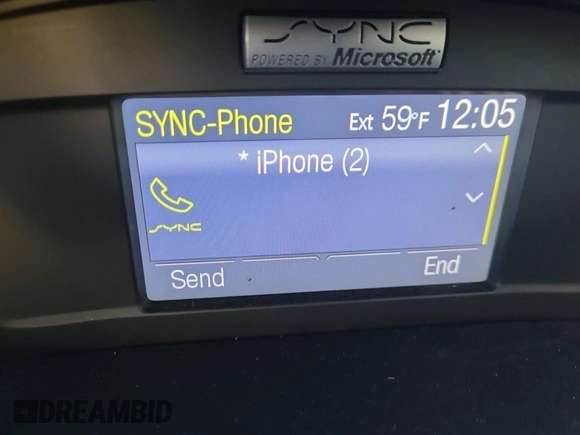 SYNC
POWERED BY Microsoft
SYNC-Phone Ext 59°F 12:05
* iPhone (2)
SYNC
Send End
DREAMBID